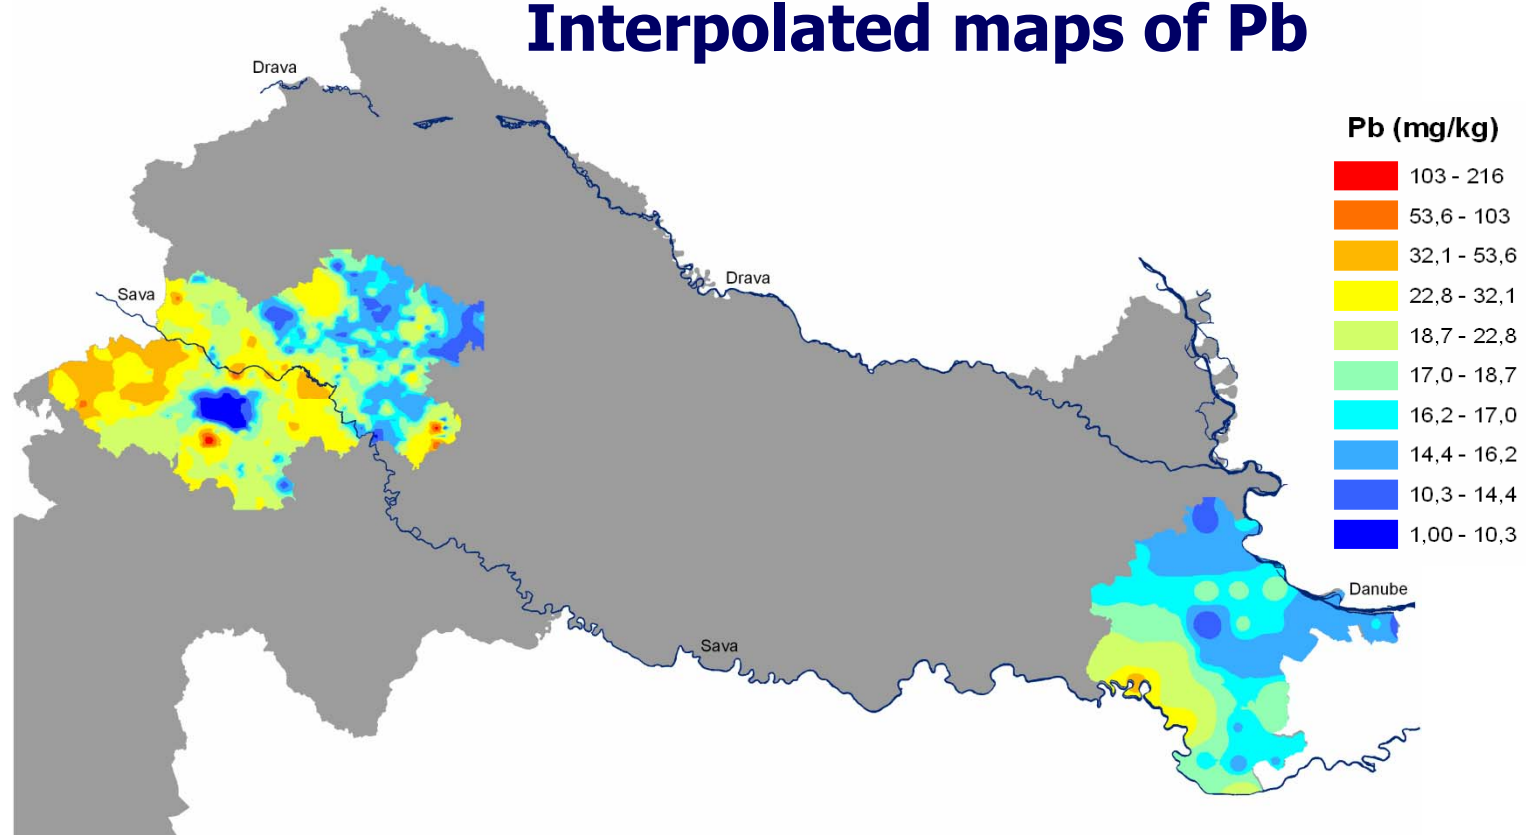 Interpolated maps of Pb
Drava
Pb (mg/kg)
103 - 216
53,6 - 103
32,1 - 53,6
22,8 - 32,1
18,7 - 22,8
17,0 - 18,7
16,2 - 17,0
14,4 - 16,2
10,3 - 14,4
1,00 - 10,3
Drava
Sava
Danube
Sava